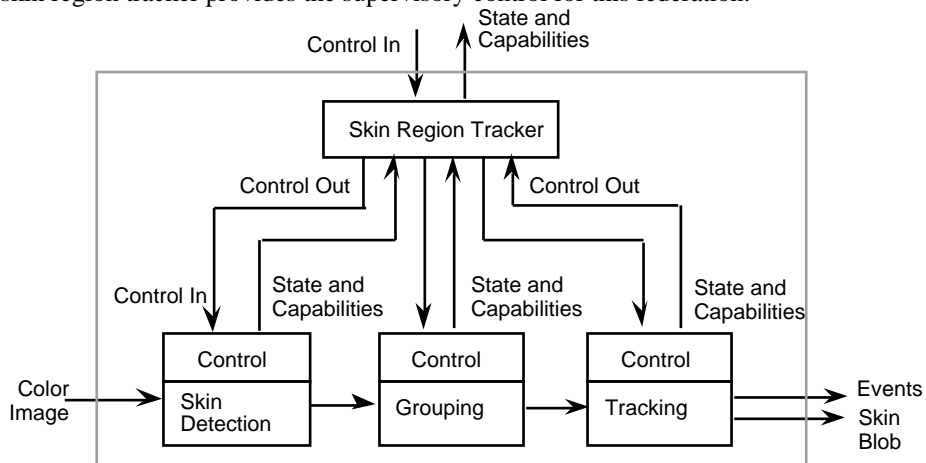 skin region tracker provides the supervisory control for this federation.
State and
Capabilities
Control In
Skin Region Tracker
Control Out
Control Out
Control In
State and
Capabilities
State and
Capabilities
State and
Capabilities
Control
Control
Control
Color
Image
Skin
Detection
Grouping
Tracking
Events
Skin
Blob